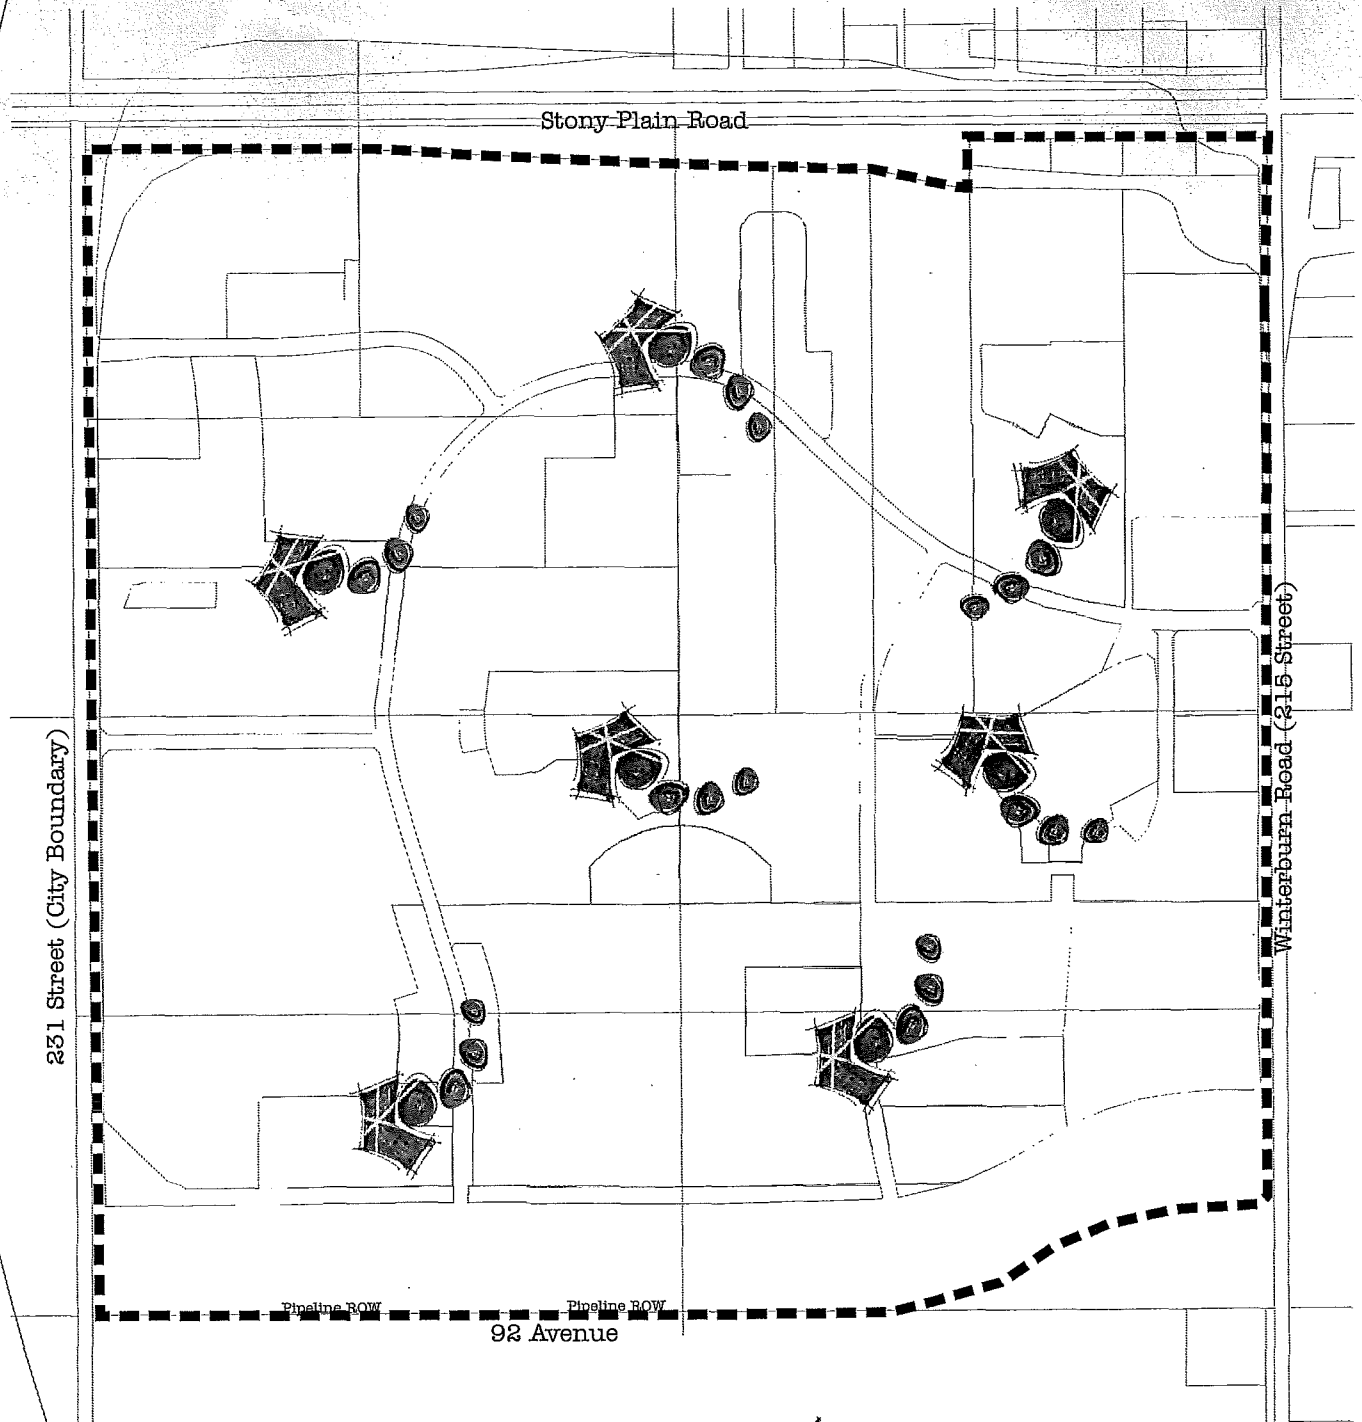 Stony Plain Road
231 Street (City Boundary)
Winterburn Road (215 Street)
Pipeline ROW
Pipeline ROW
92 Avenue